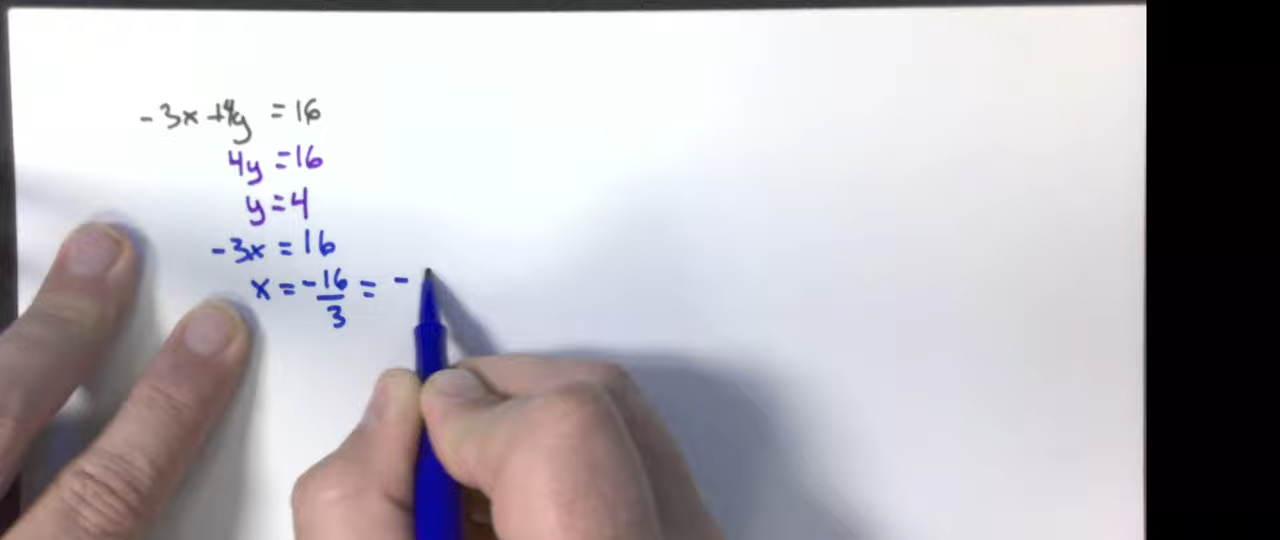 -3x +4y = 16
4y = 16
y = 4
-3x = 16
x = -16/3 = -